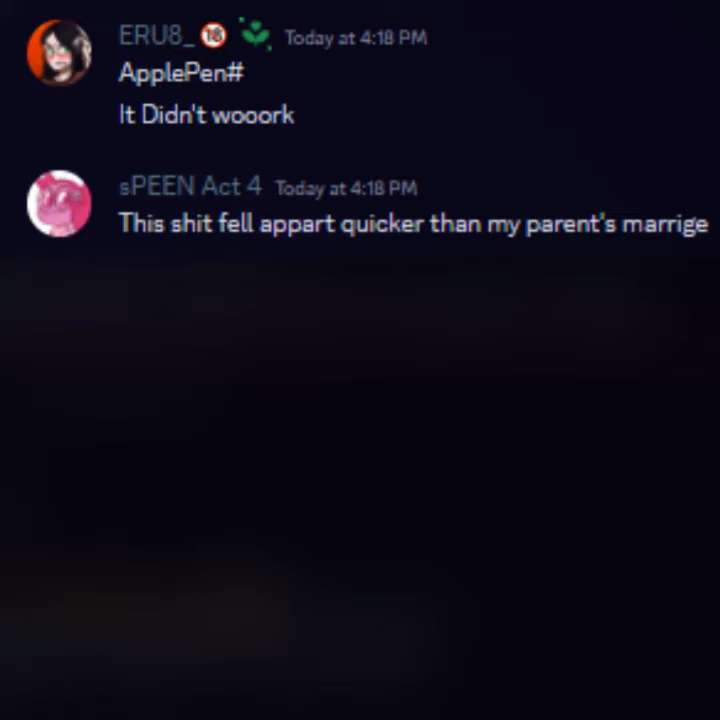 ERU8_ 🔞 Today at 4:18 PM
ApplePen#
It Didn't wooork
sPEEN Act 4 Today at 4:18 PM
This shit fell appart quicker than my parent's marrige